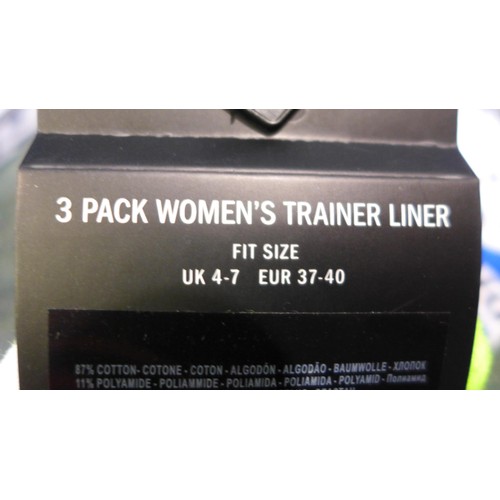 3 PACK WOMEN'S TRAINER LINER
FIT SIZE
UK 4-7 EUR 37-40
87% COTTON- COTONE - COTON - ALGODÓN - ALGODÃO - BAUMWOLLE - ХЛОПОК
11% POLYAMIDE - POLIAMMIDE - POLIAMIDA - POLIAMIDA - POLYAMID - Полиамид